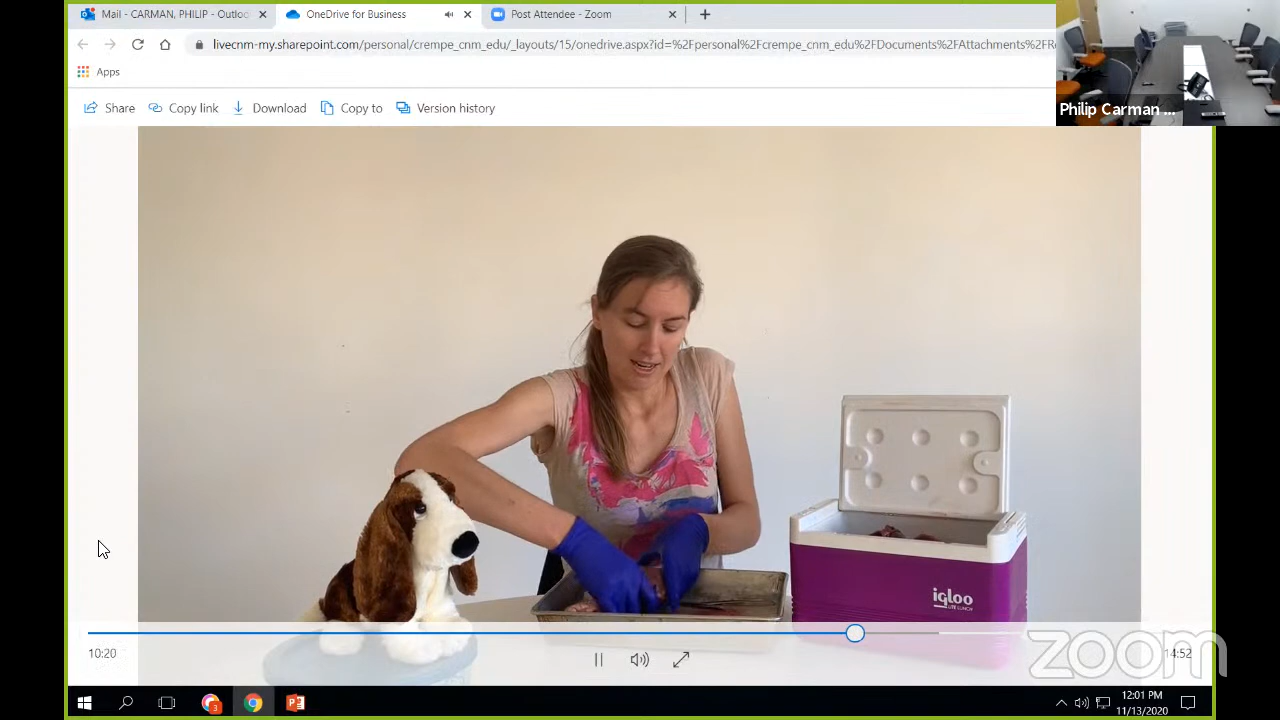 Mail - CARMAN, PHILIP - Outloo
OneDrive for Business
Post Attendee - Zoom
livecnm-my.sharepoint.com/personal/crempe_cnm_edu/_layouts/15/onedrive.aspx?id=%2Fpersonal%2Fcrempe_cnm_edu%2FDocuments%2FAttachments%2FR
Apps
Share
Copy link
Download
Copy to
Version history
Philip Carman ...
igloo
10:20
14:52
zoom
3
12:01 PM
11/13/2020